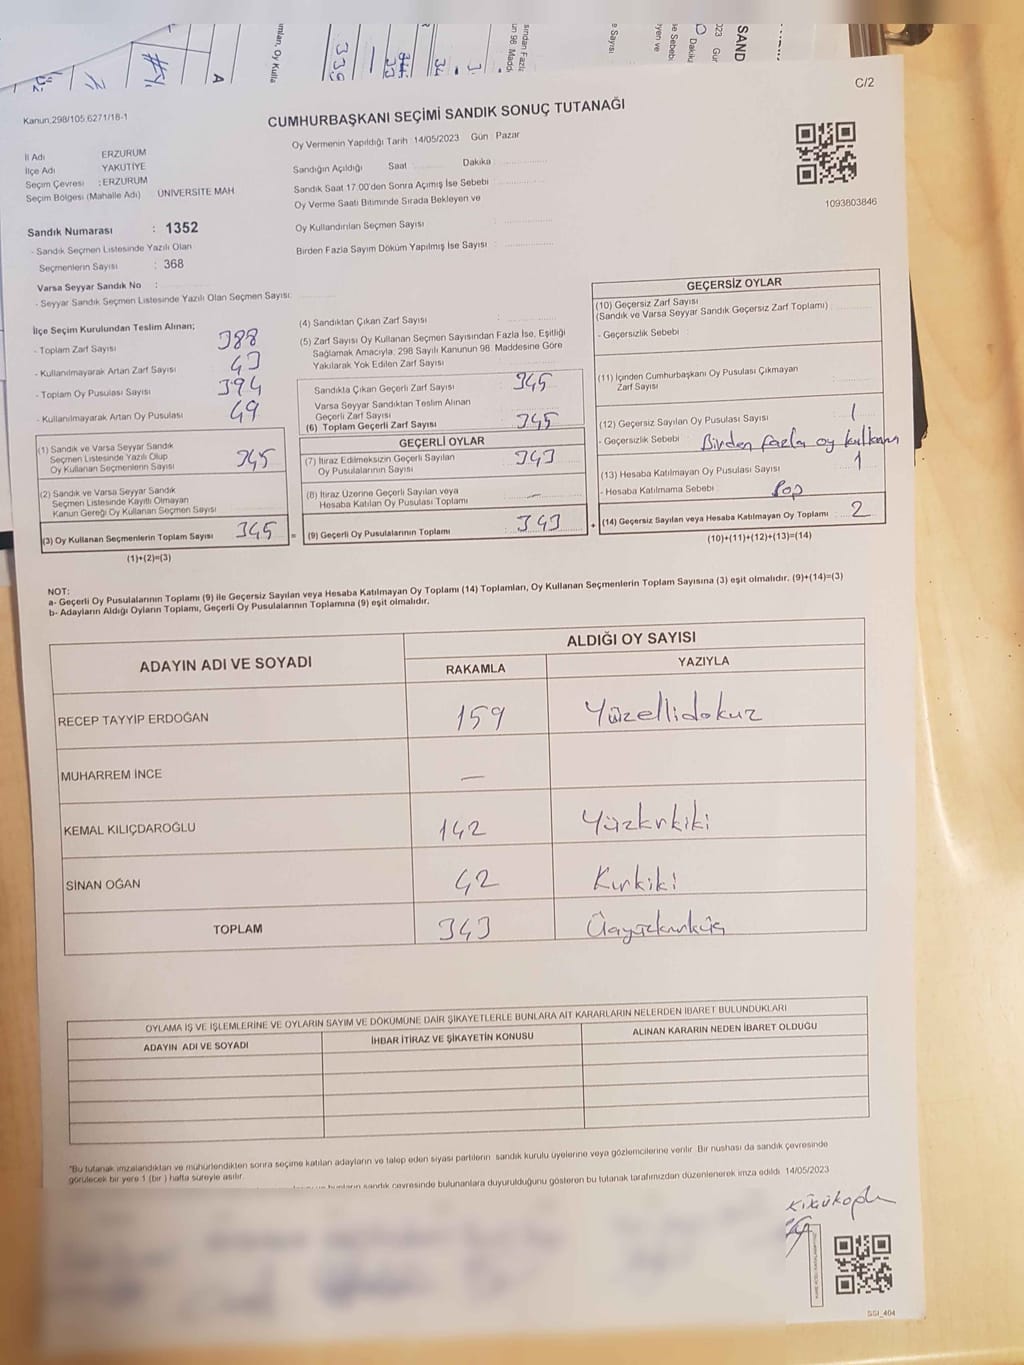 C/2
Kanun,298/105,6271/18-1
CUMHURBAŞKANI SEÇİMİ SANDIK SONUÇ TUTANAĞI
Oy Vermenin Yapıldığı Tarih : 14/05/2023 Gün : Pazar
İl Adı ERZURUM
İlçe Adı YAKUTİYE
Seçim Çevresi : ERZURUM
Seçim Bölgesi (Mahalle Adı) ÜNİVERSİTE MAH.
Sandığın Açıldığı Saat Dakika
Sandık Saat 17:00'den Sonra Açımış İse Sebebi
Oy Verme Saati Bitiminde Sırada Bekleyen ve
Oy Kullandırılan Seçmen Sayısı :
Birden Fazla Sayım Döküm Yapılmış İse Sayısı :
1093803846
Sandık Numarası : 1352
- Sandık Seçmen Listesinde Yazılı Olan
Seçmenlerin Sayısı : 368
Varsa Seyyar Sandık No :
- Seyyar Sandık Seçmen Listesinde Yazılı Olan Seçmen Sayısı:
İlçe Seçim Kurulundan Teslim Alınan;
- Toplam Zarf Sayısı 388
- Kullanılmayarak Artan Zarf Sayısı 43
- Toplam Oy Pusulası Sayısı 394
- Kullanılmayarak Artan Oy Pusulası 49
(1) Sandık ve Varsa Seyyar Sandık
Seçmen Listesinde Yazılı Olup
Oy Kullanan Seçmenlerin Sayısı 345
(2) Sandık ve Varsa Seyyar Sandık
Seçmen Listesinde Kayıtlı Olmayan
Kanun Gereği Oy Kullanan Seçmen Sayısı
(3) Oy Kullanan Seçmenlerin Toplam Sayısı 345
(1)+(2)=(3)
(4) Sandıktan Çıkan Zarf Sayısı :
(5) Zarf Sayısı Oy Kullanan Seçmen Sayısından Fazla İse, Eşitliği
Sağlamak Amacıyla, 298 Sayılı Kanunun 98. Maddesine Göre
Yakılarak Yok Edilen Zarf Sayısı
Sandıkta Çıkan Geçerli Zarf Sayısı 345
Varsa Seyyar Sandıktan Teslim Alınan
Geçerli Zarf Sayısı
(6) Toplam Geçerli Zarf Sayısı 345
GEÇERLİ OYLAR
(7) İtiraz Edilmeksizin Geçerli Sayılan
Oy Pusulalarının Sayısı 343
(8) İtiraz Üzerine Geçerli Sayılan veya
Hesaba Katılan Oy Pusulası Toplamı —
= (9) Geçerli Oy Pusulalarının Toplamı 343
GEÇERSİZ OYLAR
(10) Geçersiz Zarf Sayısı
(Sandık ve Varsa Seyyar Sandık Geçersiz Zarf Toplamı) :
- Geçersizlik Sebebi :
(11) İçinden Cumhurbaşkanı Oy Pusulası Çıkmayan
Zarf Sayısı
(12) Geçersiz Sayılan Oy Pusulası Sayısı 1
- Geçersizlik Sebebi : Birden fazla oy kullanımı
(13) Hesaba Katılmayan Oy Pusulası Sayısı 1
- Hesaba Katılmama Sebebi :
+ (14) Geçersiz Sayılan veya Hesaba Katılmayan Oy Toplamı 2
(10)+(11)+(12)+(13)=(14)
NOT:
a- Geçerli Oy Pusulalarının Toplamı (9) ile Geçersiz Sayılan veya Hesaba Katılmayan Oy Toplamı (14) Toplamları, Oy Kullanan Seçmenlerin Toplam Sayısına (3) eşit olmalıdır. (9)+(14)=(3)
b- Adayların Aldığı Oyların Toplamı, Geçerli Oy Pusulalarının Toplamına (9) eşit olmalıdır.
ADAYIN ADI VE SOYADI
ALDIĞI OY SAYISI
RAKAMLA YAZIYLA
RECEP TAYYİP ERDOĞAN 159 Yüzellidokuz
MUHARREM İNCE —
KEMAL KILIÇDAROĞLU 142 Yüzkırkiki
SİNAN OĞAN 42 Kırkiki
TOPLAM 343 Üçyüzkırküç
OYLAMA İŞ VE İŞLEMLERİNE VE OYLARIN SAYIM VE DÖKÜMÜNE DAİR ŞİKAYETLERLE BUNLARA AİT KARARLARIN NELERDEN İBARET BULUNDUKLARI
ADAYIN ADI VE SOYADI İHBAR İTİRAZ VE ŞİKAYETİN KONUSU ALINAN KARARIN NEDEN İBARET OLDUĞU
"Bu tutanak imzalandıktan ve mühürlendikten sonra seçime katılan adayların ve talep eden siyasi partilerin sandık kurulu üyelerine veya gözlemcilerine verilir. Bir nüshası da sandık çevresinde
görülecek bir yere 1 (bir ) hafta süreyle asılır.
sandık çevresinde bulunanlara duyurulduğunu gösteren bu tutanak tarafımızdan düzenlenerek imza edildi. 14/05/2023
SSİ_404